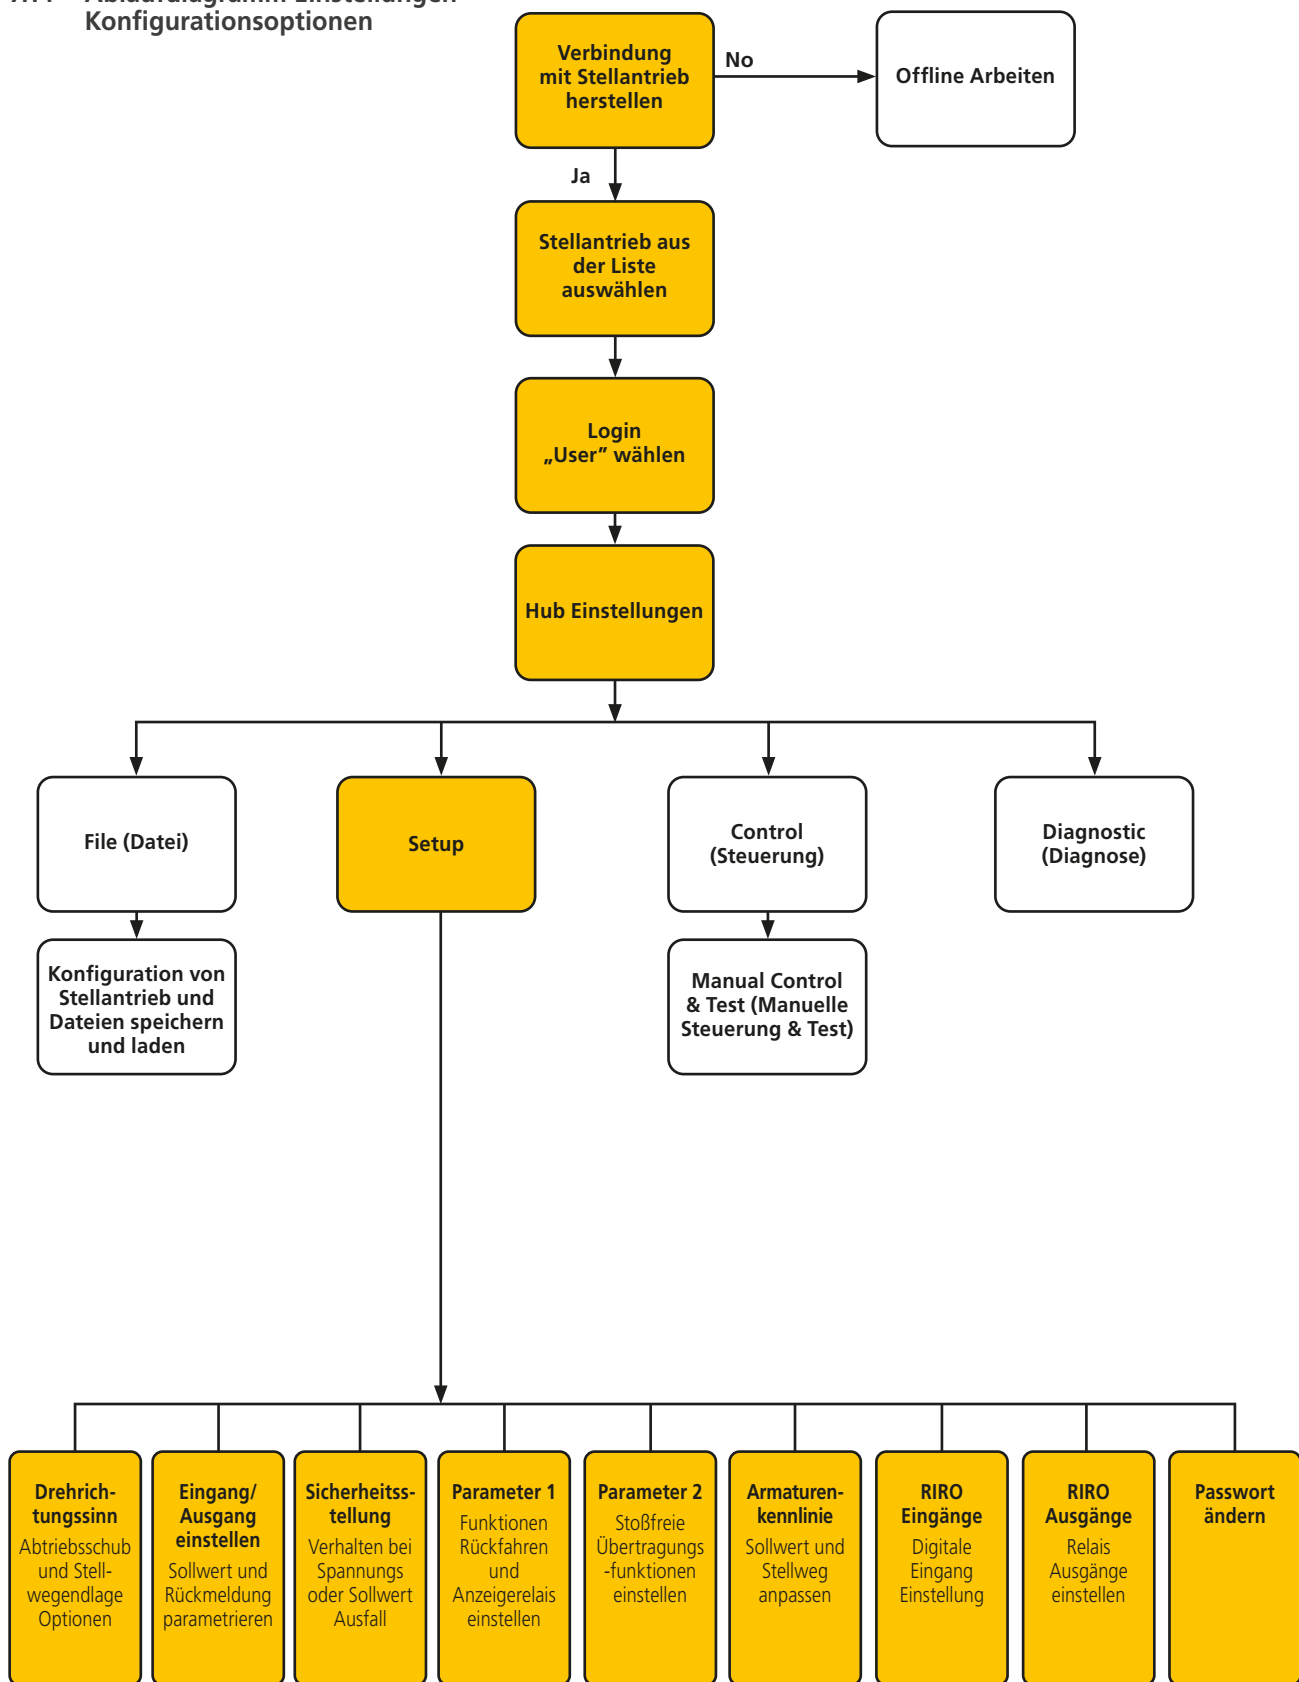 Konfigurationsoptionen
Verbindung
mit Stellantrieb
herstellen
No
Offline Arbeiten
Ja
Stellantrieb aus
der Liste
auswählen
Login
„User” wählen
Hub Einstellungen
File (Datei)
Setup
Control
(Steuerung)
Diagnostic
(Diagnose)
Konfiguration von
Stellantrieb und
Dateien speichern
und laden
Manual Control
& Test (Manuelle
Steuerung & Test)
Drehrich-
tungssinn
Abtriebsschub
und Stell-
wegendlage
Optionen
Eingang/
Ausgang
einstellen
Sollwert und
Rückmeldung
parametrieren
Sicherheitss-
tellung
Verhalten bei
Spannungs
oder Sollwert
Ausfall
Parameter 1
Funktionen
Rückfahren
und
Anzeigerelais
einstellen
Parameter 2
Stoßfreie
Übertragungs
-funktionen
einstellen
Armaturen-
kennlinie
Sollwert und
Stellweg
anpassen
RIRO
Eingänge
Digitale
Eingang
Einstellung
RIRO
Ausgänge
Relais
Ausgänge
einstellen
Passwort
ändern